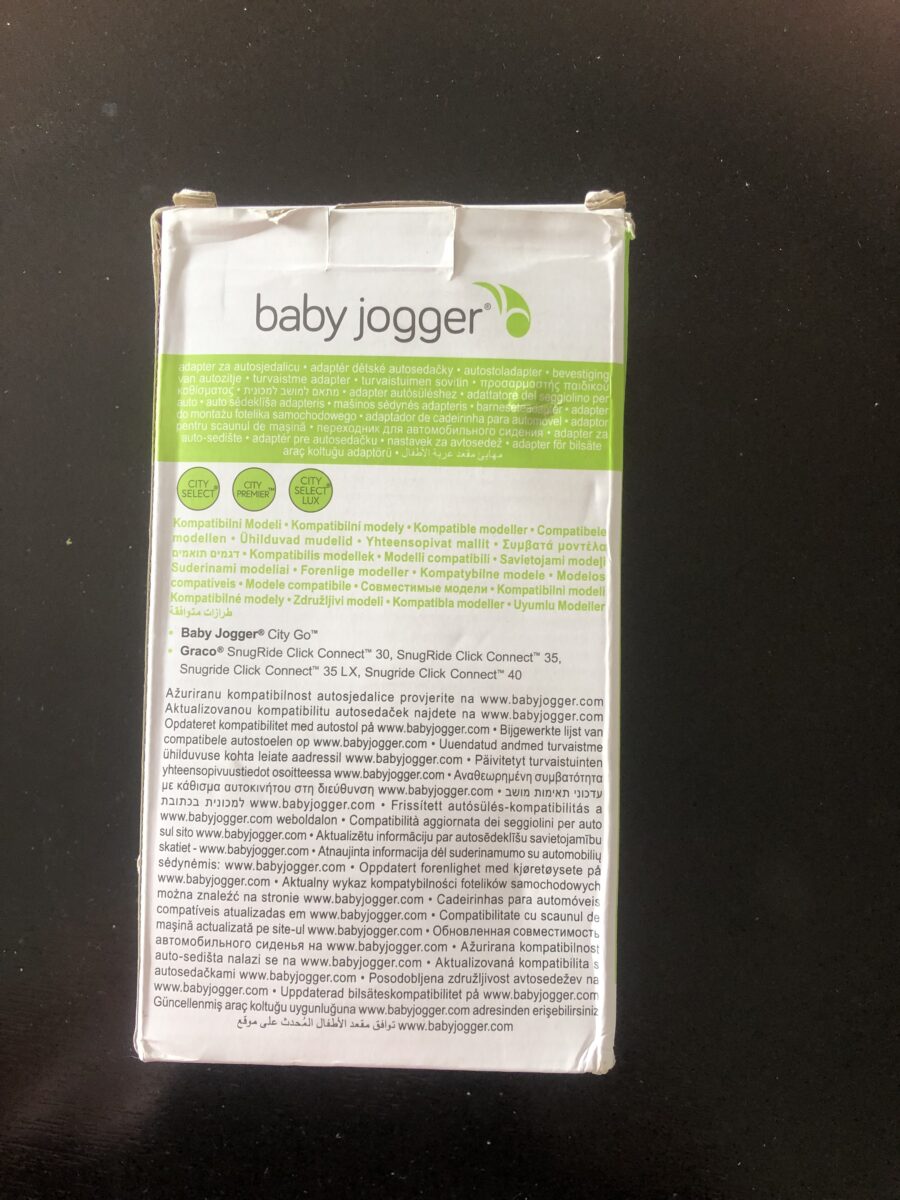 baby jogger®
adapter za autosjedalicu • adaptér dětské autosedačky • autostoladapter • bevestiging
van autozitje • turvaistme adapter • turvaistuimen sovitin • προσαρμοστής παιδικού
καθίσματος • מתאם למושב למכונית • adapter autósüléshez • adattatore del seggiolino per
auto • auto sēdeklīša adapteris • mašinos sėdynės adapteris • barneseteadapter • adapter
do montażu fotelika samochodowego • adaptador de cadeirinha para automóvel • adaptor
pentru scaunul de mașină • переходник для автомобильного сидения • adapter za
auto-sedište • adaptér pre autosedačku • nastavek za avtosedež • adapter för bilsäte
araç koltuğu adaptörü • مهايئ مقعد عربة الأطفال
CITY SELECT®
CITY PREMIER™
CITY SELECT® LUX
Kompatibilni Modeli • Kompatibilní modely • Kompatible modeller • Compatibele
modellen • Ühilduvad mudelid • Yhteensopivat mallit • Συμβατά μοντέλα
דגמים תואמים • Kompatibilis modellek • Modelli compatibili • Savietojami modeļi
Suderinami modeliai • Forenlige modeller • Kompatybilne modele • Modelos
compatíveis • Modele compatibile • Совместимые модели • Kompatibilni modeli
Kompatibilné modely • Združljivi modeli • Kompatibla modeller • Uyumlu Modeller
طرازات متوافقة
• Baby Jogger® City Go™
• Graco® SnugRide Click Connect™ 30, SnugRide Click Connect™ 35,
Snugride Click Connect™ 35 LX, Snugride Click Connect™ 40
Ažuriranu kompatibilnost autosjedalice provjerite na www.babyjogger.com
Aktualizovanou kompatibilitu autosedaček najdete na www.babyjogger.com
Opdateret kompatibilitet med autostol på www.babyjogger.com • Bijgewerkte lijst van
compatibele autostoelen op www.babyjogger.com • Uuendatud andmed turvaistme
ühilduvuse kohta leiate aadressil www.babyjogger.com • Päivitetyt turvaistuinten
yhteensopivuustiedot osoitteessa www.babyjogger.com • Αναθεωρημένη συμβατότητα
με κάθισμα αυτοκινήτου στη διεύθυνση www.babyjogger.com • עדכוני תאימות מושב
למכונית בכתובת www.babyjogger.com • Frissített autósülés-kompatibilitás a
www.babyjogger.com weboldalon • Compatibilità aggiornata dei seggiolini per auto
sul sito www.babyjogger.com • Aktualizētu informāciju par autosēdeklīšu savietojamību
skatiet - www.babyjogger.com • Atnaujinta informacija dėl suderinamumo su automobilių
sėdynėmis: www.babyjogger.com • Oppdatert forenlighet med kjøretøysete på
www.babyjogger.com • Aktualny wykaz kompatybilności fotelików samochodowych
można znaleźć na stronie www.babyjogger.com • Cadeirinhas para automóveis
compatíveis atualizadas em www.babyjogger.com • Compatibilitate cu scaunul de
mașină actualizată pe site-ul www.babyjogger.com • Обновленная совместимость
автомобильного сиденья на www.babyjogger.com • Ažurirana kompatibilnost
auto-sedišta nalazi se na www.babyjogger.com • Aktualizovaná kompatibilita s
autosedačkami www.babyjogger.com • Posodobljena združljivost avtosedežev na
www.babyjogger.com • Uppdaterad bilsäteskompatibilitet på www.babyjogger.com
Güncellenmiş araç koltuğu uygunluğuna www.babyjogger.com adresinden erişebilirsiniz
توافق مقعد الأطفال المُحدث على موقع www.babyjogger.com